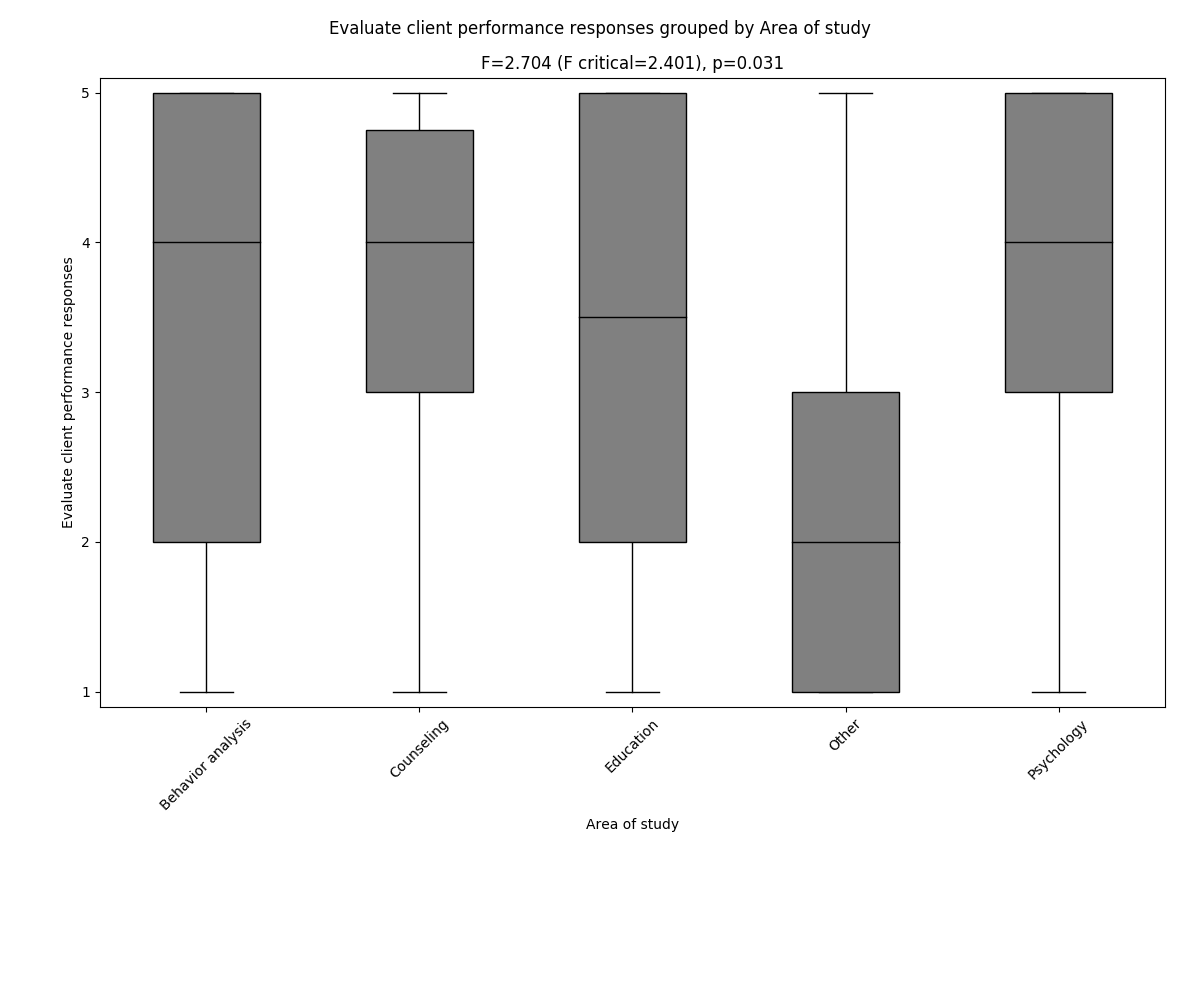 Evaluate client performance responses grouped by Area of study
F=2.704 (F critical=2.401), p=0.031
5
4
3
2
1
Evaluate client performance responses
Behavior analysis
Counseling
Education
Other
Psychology
Area of study